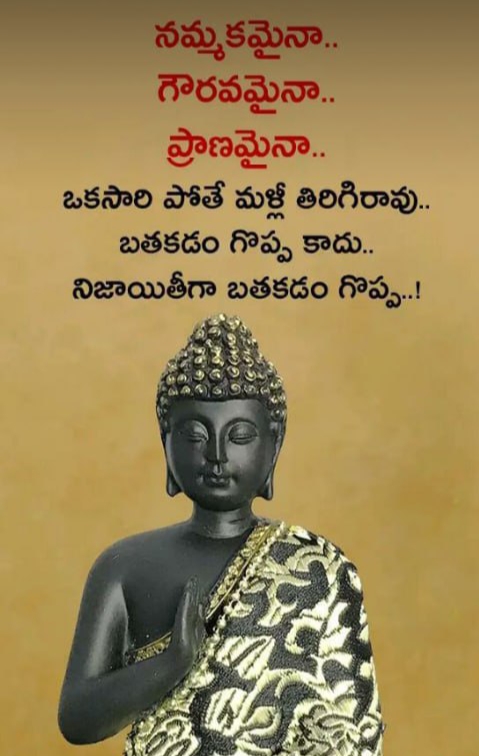 నమ్మకమైనా..
గౌరవమైనా..
ప్రాణమైనా..
ఒకసారి పోతే మళ్లీ తిరిగిరావు..
బతకడం గొప్ప కాదు..
నిజాయితీగా బతకడం గొప్ప..!